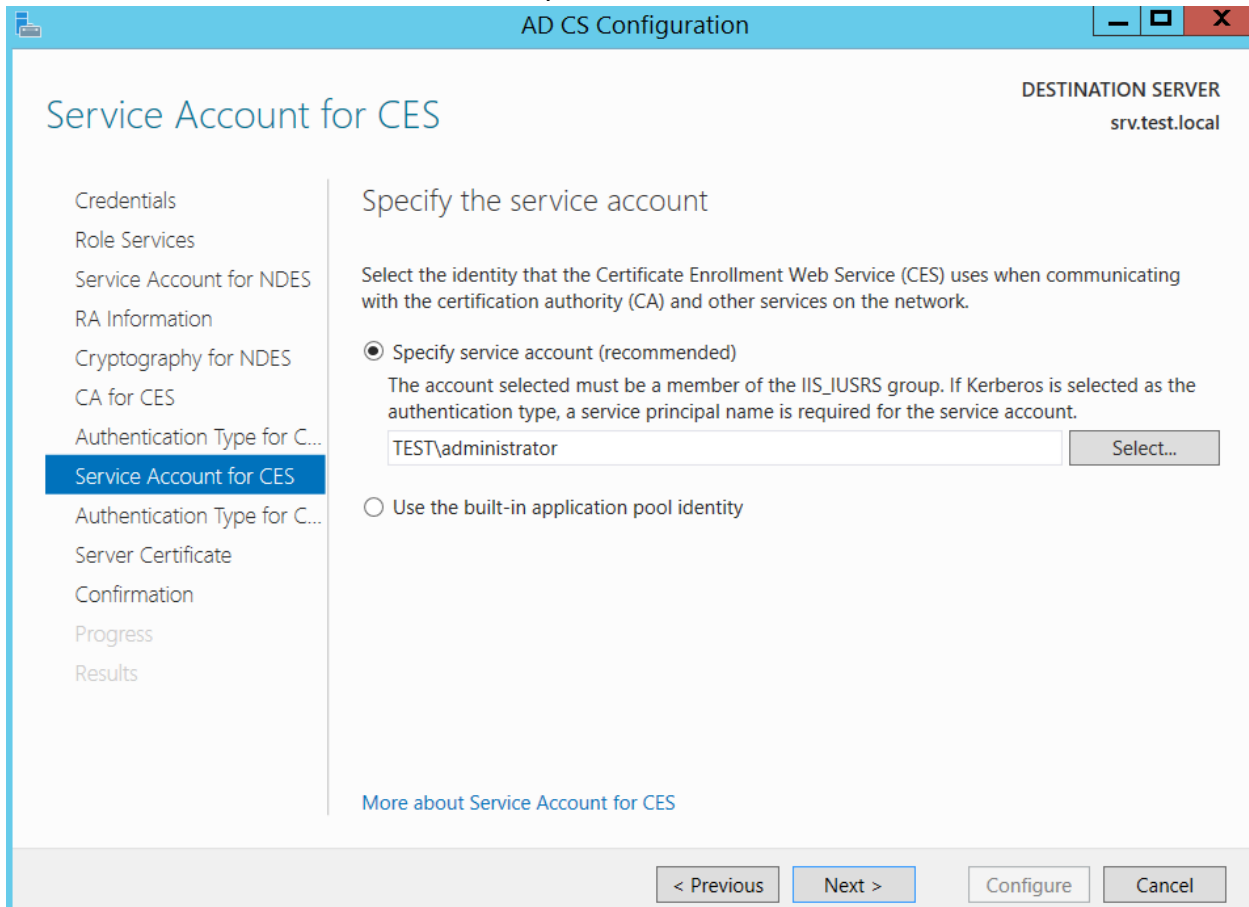 AD CS Configuration
X
Service Account for CES
DESTINATION SERVER
srv.test.local
Credentials
Role Services
Service Account for NDES
RA Information
Cryptography for NDES
CA for CES
Authentication Type for C...
Service Account for CES
Authentication Type for C...
Server Certificate
Confirmation
Progress
Results
Specify the service account
Select the identity that the Certificate Enrollment Web Service (CES) uses when communicating
with the certification authority (CA) and other services on the network.
Specify service account (recommended)
The account selected must be a member of the IIS_IUSRS group. If Kerberos is selected as the
authentication type, a service principal name is required for the service account.
TEST\administrator
Select...
Use the built-in application pool identity
More about Service Account for CES
< Previous
Next >
Configure
Cancel